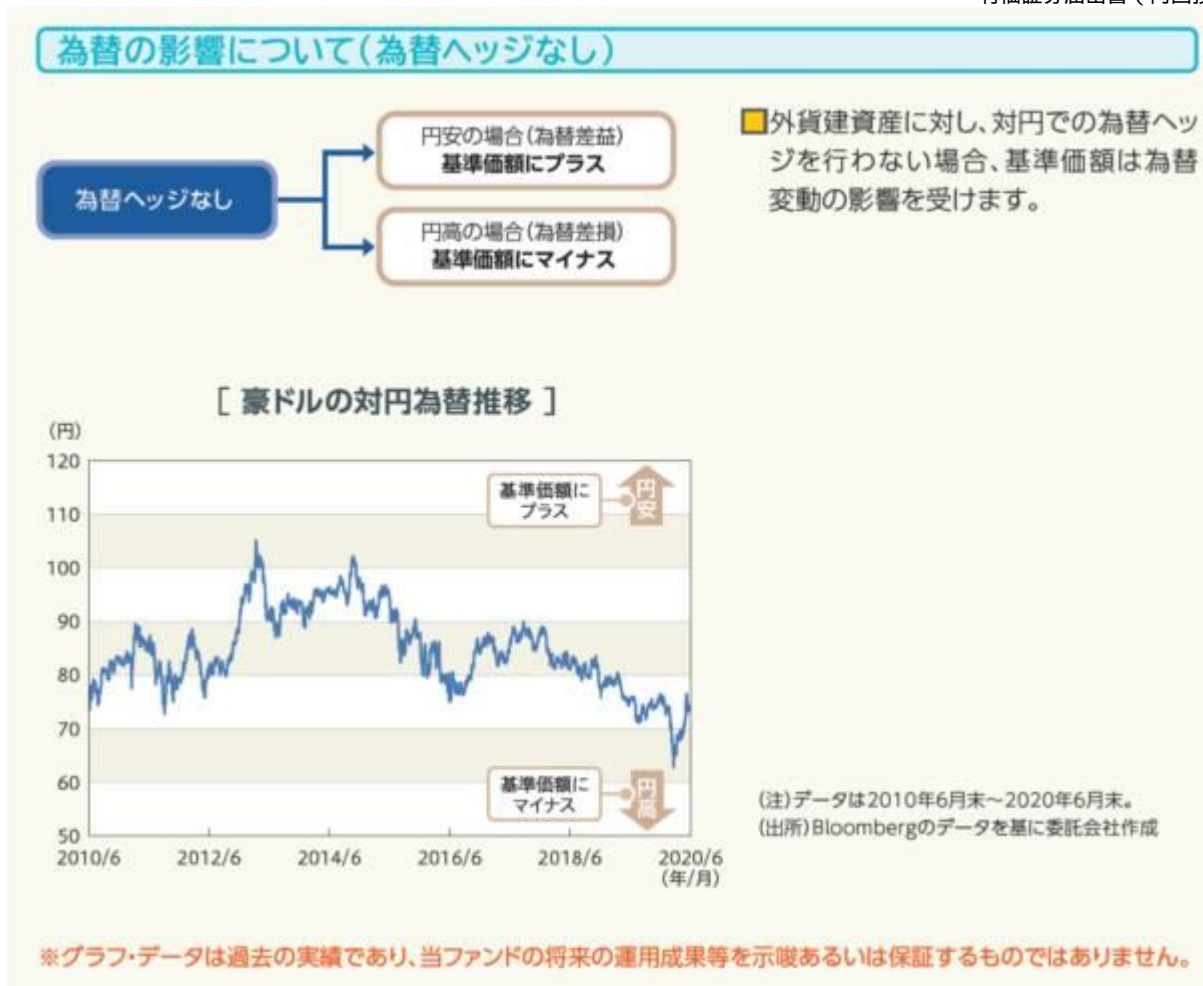 為替の影響について(為替ヘッジなし)
為替ヘッジなし
円安の場合(為替差益)
基準価額にプラス
円高の場合(為替差損)
基準価額にマイナス
外貨建資産に対し、対円での為替ヘッ
ジを行わない場合、基準価額は為替
変動の影響を受けます。
[ 豪ドルの対円為替推移 ]
(円)
120
110
100
90
80
70
60
50
基準価額に
プラス
円安
基準価額に
マイナス
円高
2010/6 2012/6 2014/6 2016/6 2018/6 2020/6
(年/月)
(注)データは2010年6月末~2020年6月末。
(出所)Bloombergのデータを基に委託会社作成
※グラフ・データは過去の実績であり、当ファンドの将来の運用成果等を示唆あるいは保証するものではありません。